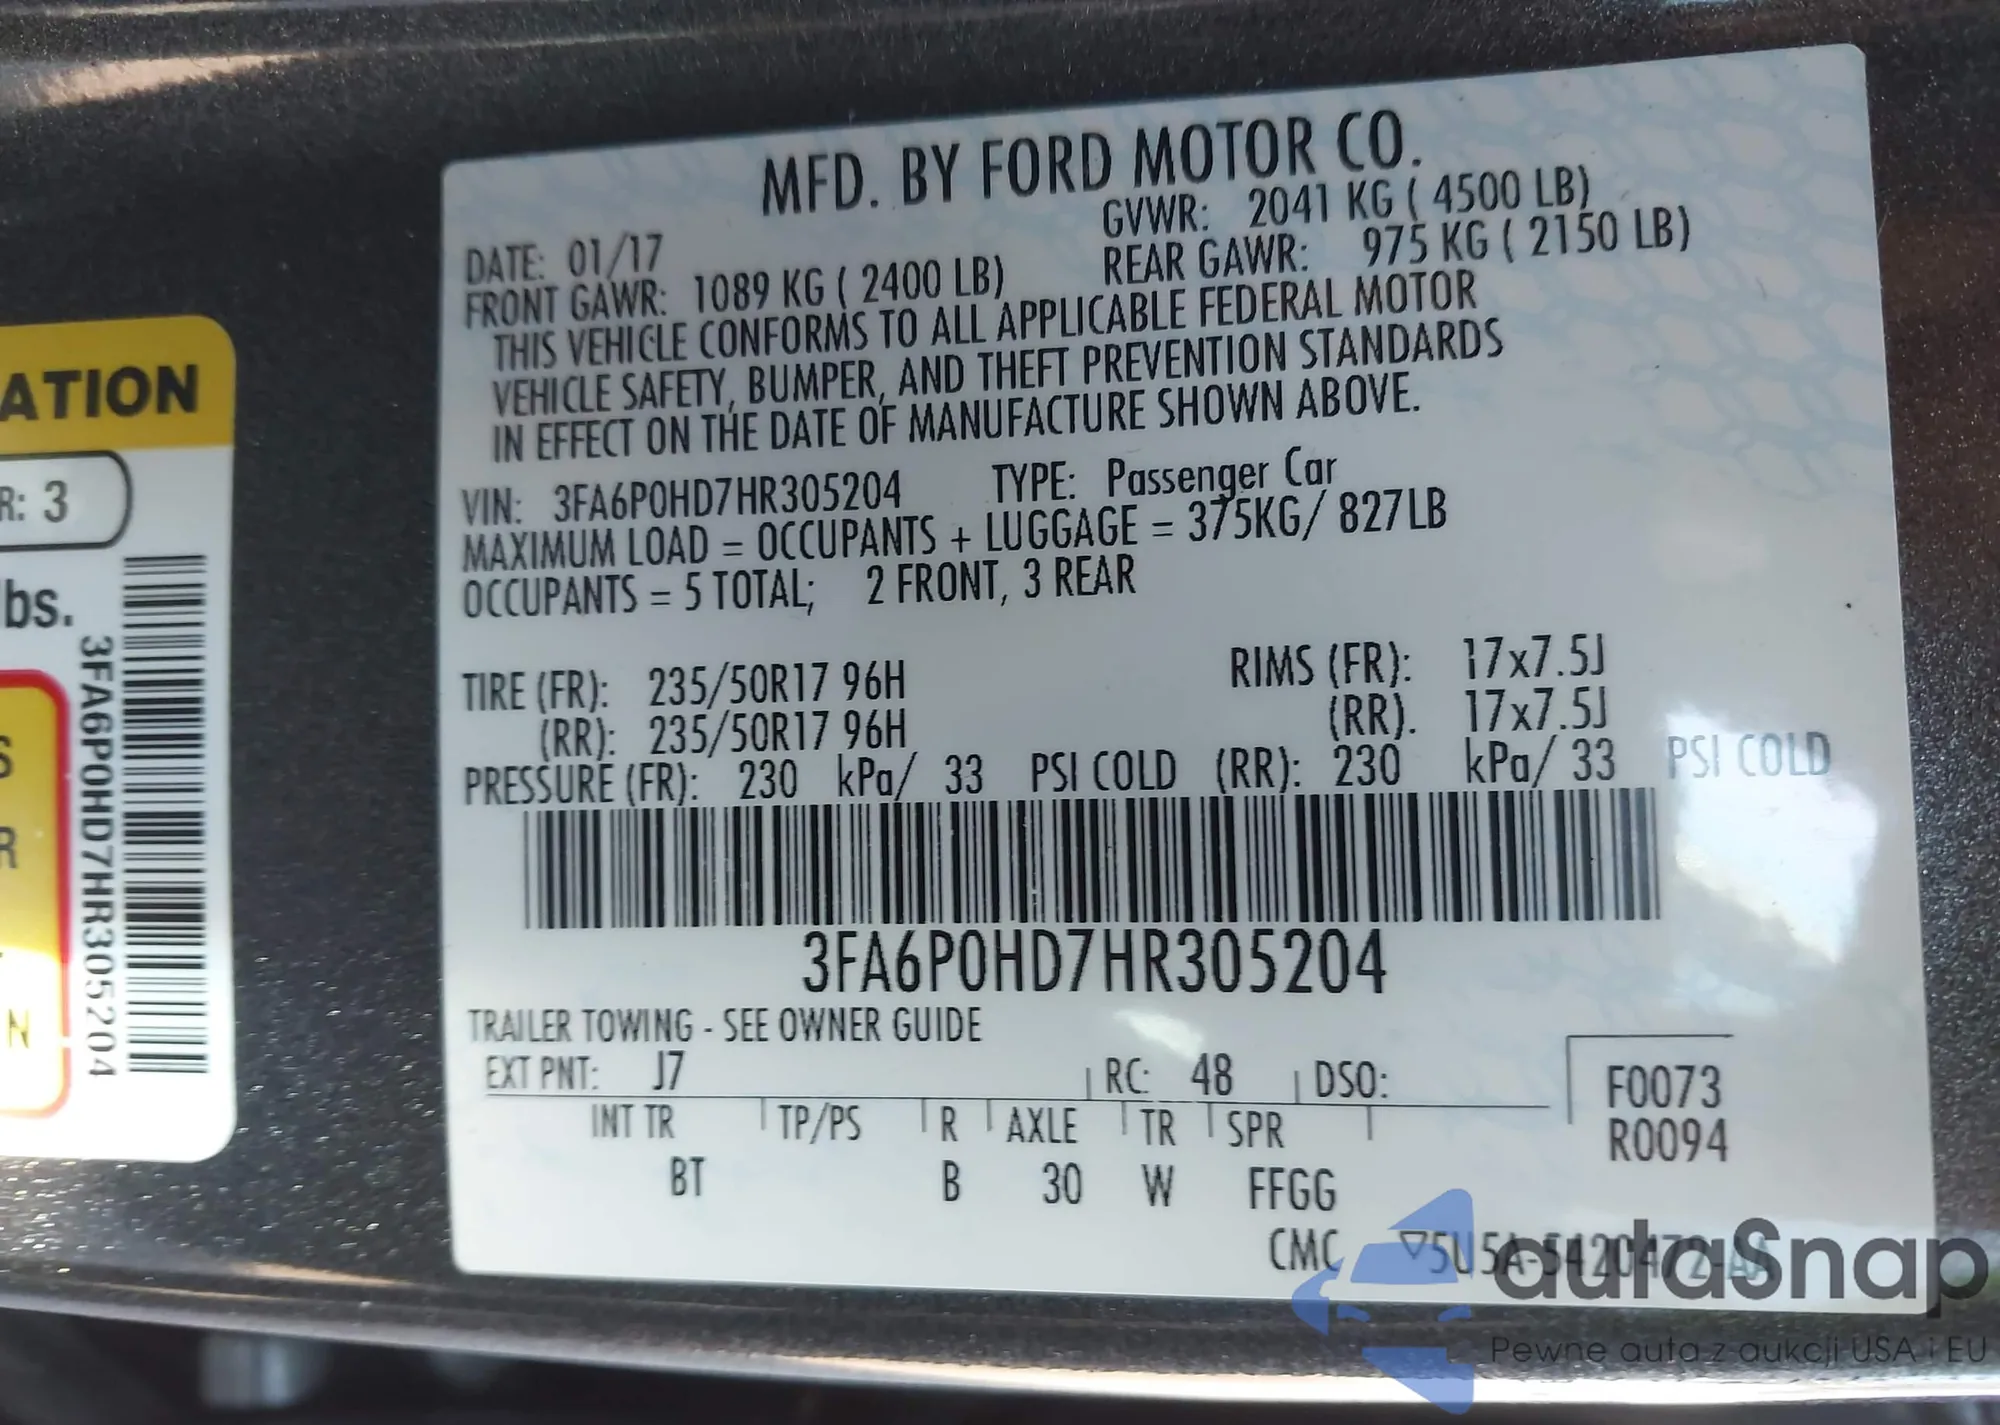 MFD. BY FORD MOTOR CO.
DATE: 01/17
GVWR: 2041 KG ( 4500 LB)
FRONT GAWR: 1089 KG ( 2400 LB)
REAR GAWR: 975 KG ( 2150 LB)
THIS VEHICLE CONFORMS TO ALL APPLICABLE FEDERAL MOTOR
VEHICLE SAFETY, BUMPER, AND THEFT PREVENTION STANDARDS
IN EFFECT ON THE DATE OF MANUFACTURE SHOWN ABOVE.
VIN: 3FA6P0HD7HR305204 TYPE: Passenger Car
MAXIMUM LOAD = OCCUPANTS + LUGGAGE = 375KG/ 827LB
OCCUPANTS = 5 TOTAL; 2 FRONT, 3 REAR
TIRE (FR): 235/50R17 96H RIMS (FR): 17x7.5J
(RR): 235/50R17 96H (RR). 17x7.5J
PRESSURE (FR): 230 kPa/ 33 PSI COLD (RR): 230 kPa/ 33 PSI COLD
3FA6P0HD7HR305204
TRAILER TOWING - SEE OWNER GUIDE
EXT PNT: J7 RC: 48 DSO:
F0073
R0094
INT TR TP/PS R AXLE TR SPR
BT B 30 W FFGG
CMC ▽5U5A-5420472-AA
ATION
R: 3
bs.
3FA6P0HD7HR305204
S
R
N
autaSnap
Pewne auta z aukcji USA i EU